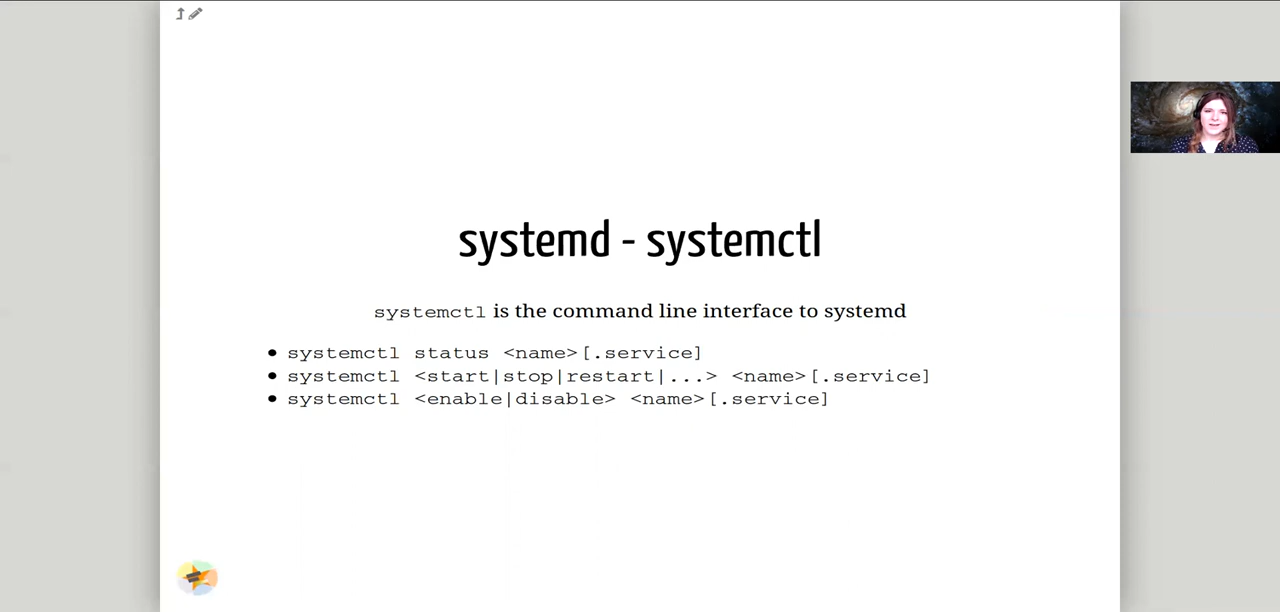 systemd - systemctl
systemctl is the command line interface to systemd
systemctl status <name>[.service]
systemctl <start|stop|restart|...> <name>[.service]
systemctl <enable|disable> <name>[.service]